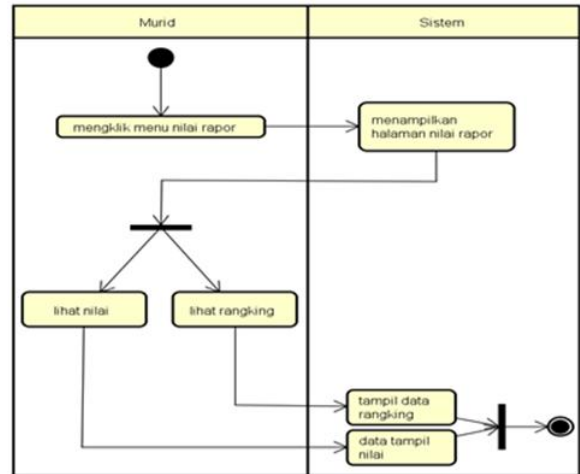 Murid
Sistem
mengklik menu nilai rapor
menampilkan
halaman nilai rapor
lihat nilai
lihat rangking
tampil data
rangking
data tampil
nilai